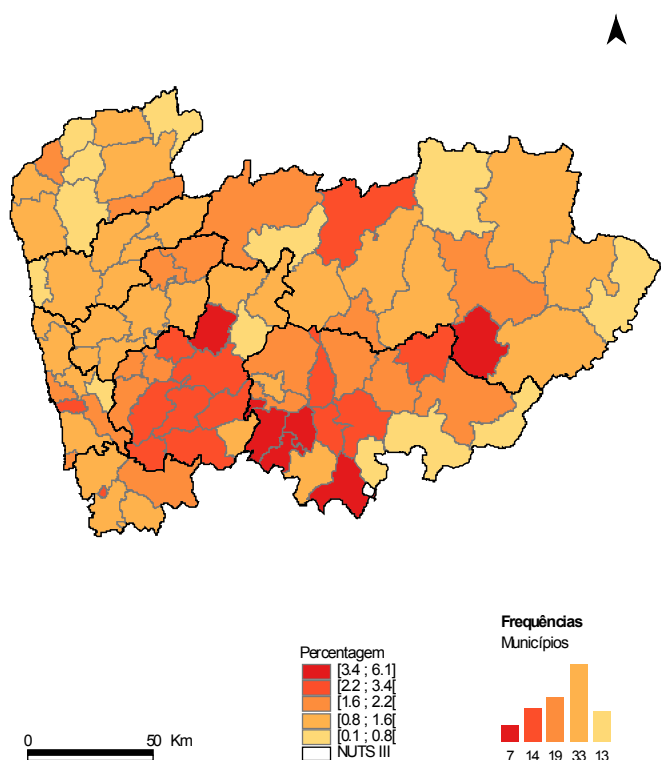 Frequências
Municípios
Percentagem
[3.4 ; 6.1]
[2.2 ; 3.4[
[1.6 ; 2.2[
[0.8 ; 1.6[
[0.1 ; 0.8[
NUTS III
0 50 Km
7 14 19 33 13